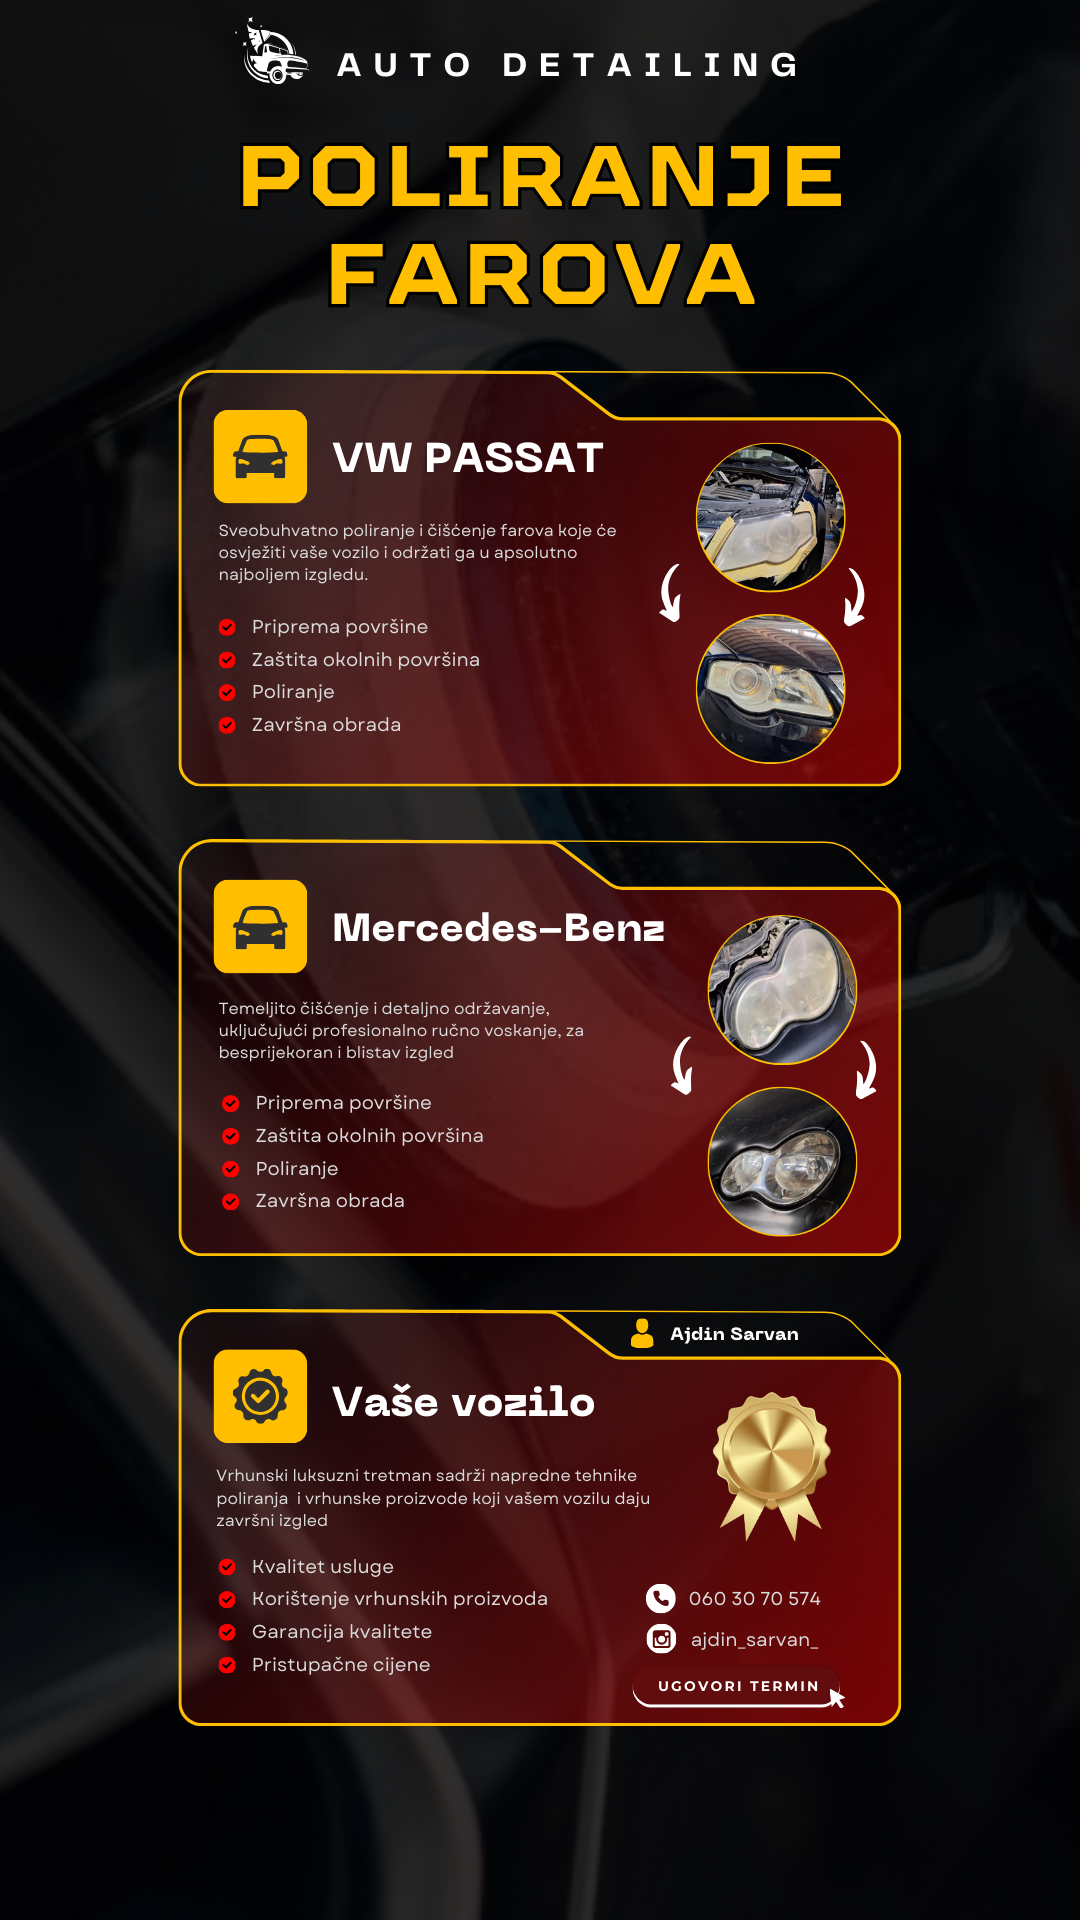 AUTO DETAILING
POLIRANJE
FAROVA
VW PASSAT
Sveobuhvatno poliranje i čišćenje farova koje će
osvježiti vaše vozilo i održati ga u apsolutno
najboljem izgledu.
Priprema površine
Zaštita okolnih površina
Poliranje
Završna obrada
Mercedes-Benz
Temeljito čišćenje i detaljno održavanje,
uključujući profesionalno ručno voskanje, za
besprijekoran i blistav izgled
Priprema površine
Zaštita okolnih površina
Poliranje
Završna obrada
Ajdin Sarvan
Vaše vozilo
Vrhunski luksuzni tretman sadrži napredne tehnike
poliranja i vrhunske proizvode koji vašem vozilu daju
završni izgled
Kvalitet usluge
Korištenje vrhunskih proizvoda
Garancija kvalitete
Pristupačne cijene
060 30 70 574
ajdin_sarvan_
UGOVORI TERMIN